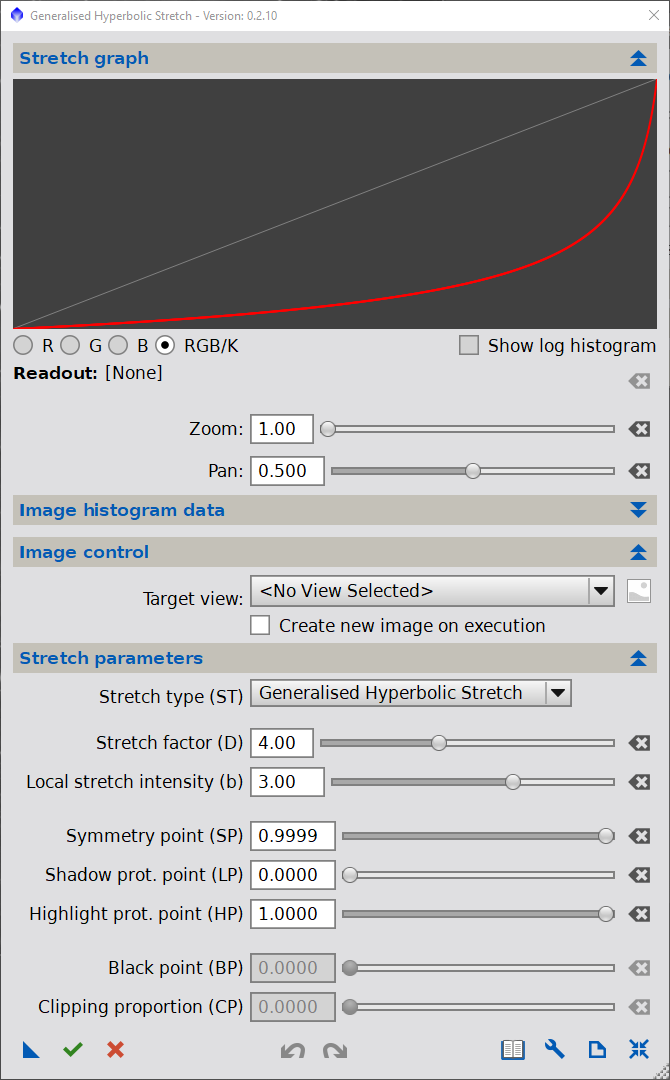 Generalised Hyperbolic Stretch - Version: 0.2.10
Stretch graph
R G B RGB/K Show log histogram
Readout: [None]
Zoom: 1.00
Pan: 0.500
Image histogram data
Image control
Target view: <No View Selected>
Create new image on execution
Stretch parameters
Stretch type (ST) Generalised Hyperbolic Stretch
Stretch factor (D) 4.00
Local stretch intensity (b) 3.00
Symmetry point (SP) 0.9999
Shadow prot. point (LP) 0.0000
Highlight prot. point (HP) 1.0000
Black point (BP) 0.0000
Clipping proportion (CP) 0.0000